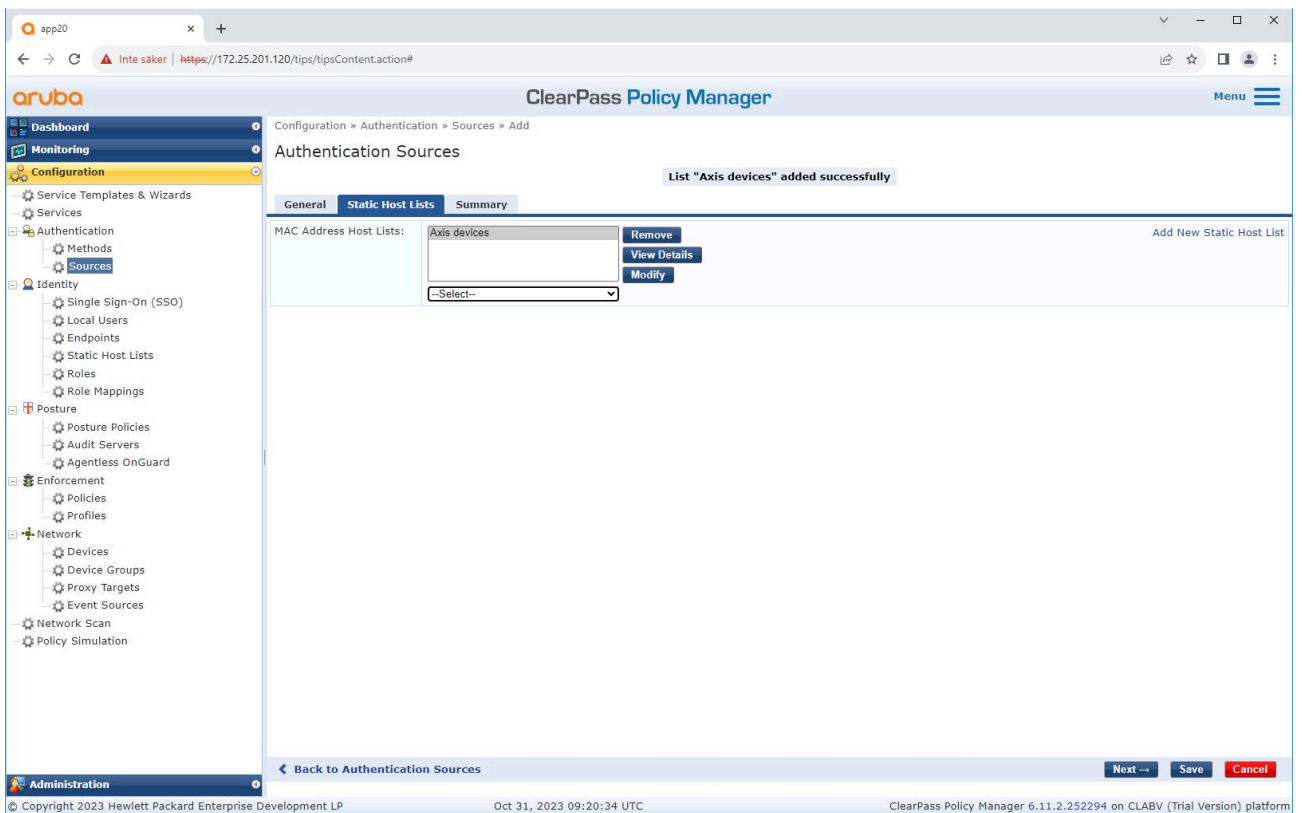 app20
Inte säker | https://172.25.201.120/tips/tipsContent.action#
aruba
ClearPass Policy Manager
Menu
Dashboard
Monitoring
Configuration
Service Templates & Wizards
Services
Authentication
Methods
Sources
Identity
Single Sign-On (SSO)
Local Users
Endpoints
Static Host Lists
Roles
Role Mappings
Posture
Posture Policies
Audit Servers
Agentless OnGuard
Enforcement
Policies
Profiles
Network
Devices
Device Groups
Proxy Targets
Event Sources
Network Scan
Policy Simulation
Administration
Configuration » Authentication » Sources » Add
Authentication Sources
List "Axis devices" added successfully
General Static Host Lists Summary
MAC Address Host Lists:
Axis devices
Remove
View Details
Modify
--Select--
Add New Static Host List
Back to Authentication Sources
Next → Save Cancel
© Copyright 2023 Hewlett Packard Enterprise Development LP Oct 31, 2023 09:20:34 UTC ClearPass Policy Manager 6.11.2.252294 on CLABV (Trial Version) platform